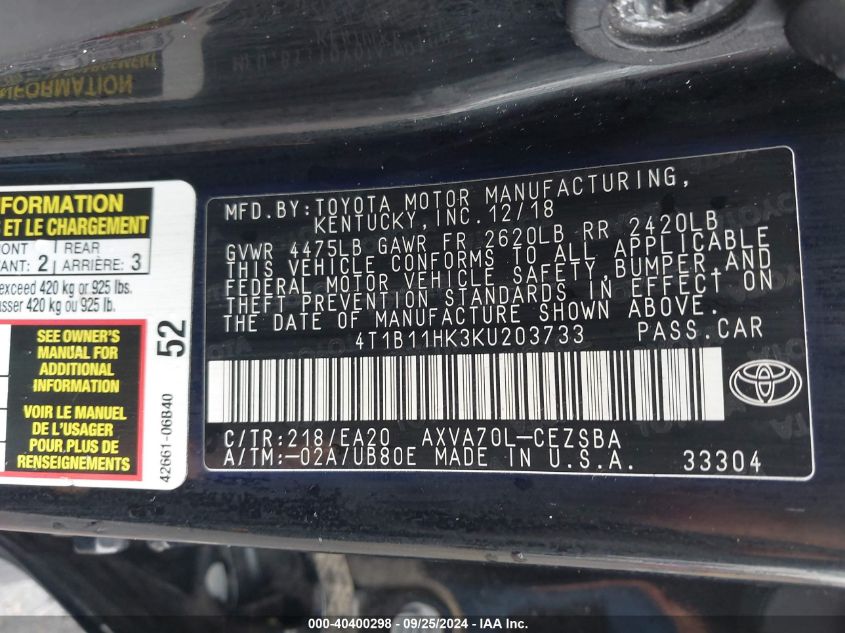 NFORMATION
ET LE CHARGEMENT
ONT 2 REAR 3
ANT: ARRIÈRE:
exceed 420 kg or 925 lbs.
asser 420 kg ou 925 lb.
SEE OWNER'S
MANUAL FOR
ADDITIONAL
INFORMATION
VOIR LE MANUEL
DE L'USAGER
POUR PLUS DE
RENSEIGNEMENTS
52
42661-06B40
MFD.BY:TOYOTA MOTOR MANUFACTURING,
KENTUCKY, INC.12/18
GVWR 4475LB GAWR FR 2620LB RR 2420LB
THIS VEHICLE CONFORMS TO ALL APPLICABLE
FEDERAL MOTOR VEHICLE SAFETY,BUMPER,AND
THEFT PREVENTION STANDARDS IN EFFECT ON
THE DATE OF MANUFACTURE SHOWN ABOVE.
4T1B11HK3KU203733 PASS.CAR
C/TR:218/EA20 AXVA70L-CEZSBA
A/TM:-02A/UB80E MADE IN U.S.A. 33304
000-40400298 - 09/25/2024 - IAA Inc.